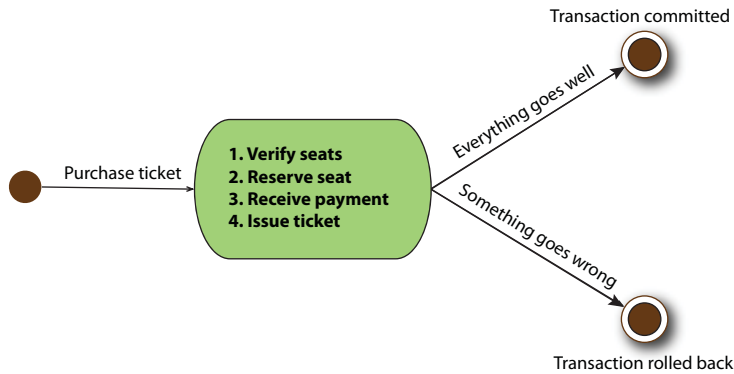 Transaction committed
Everything goes well
Purchase ticket
1. Verify seats
2. Reserve seat
3. Receive payment
4. Issue ticket
Something goes wrong
Transaction rolled back